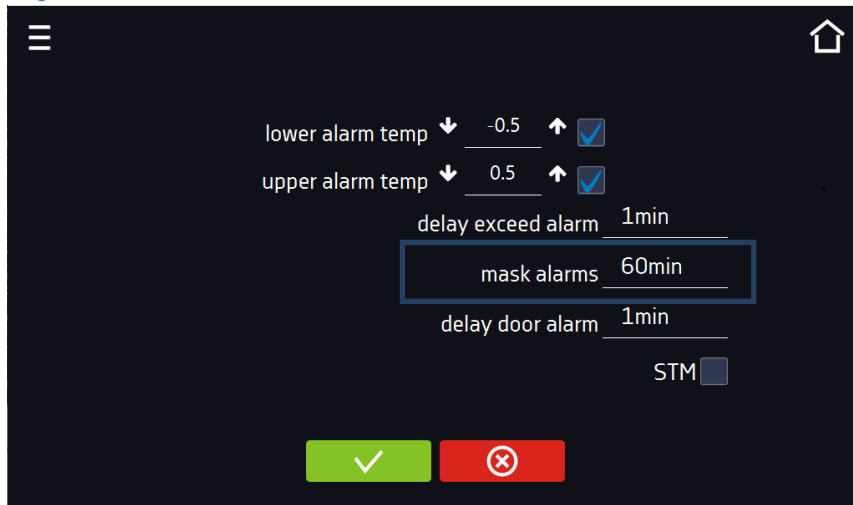 lower alarm temp -0.5
upper alarm temp 0.5
delay exceed alarm 1min
mask alarms 60min
delay door alarm 1min
STM